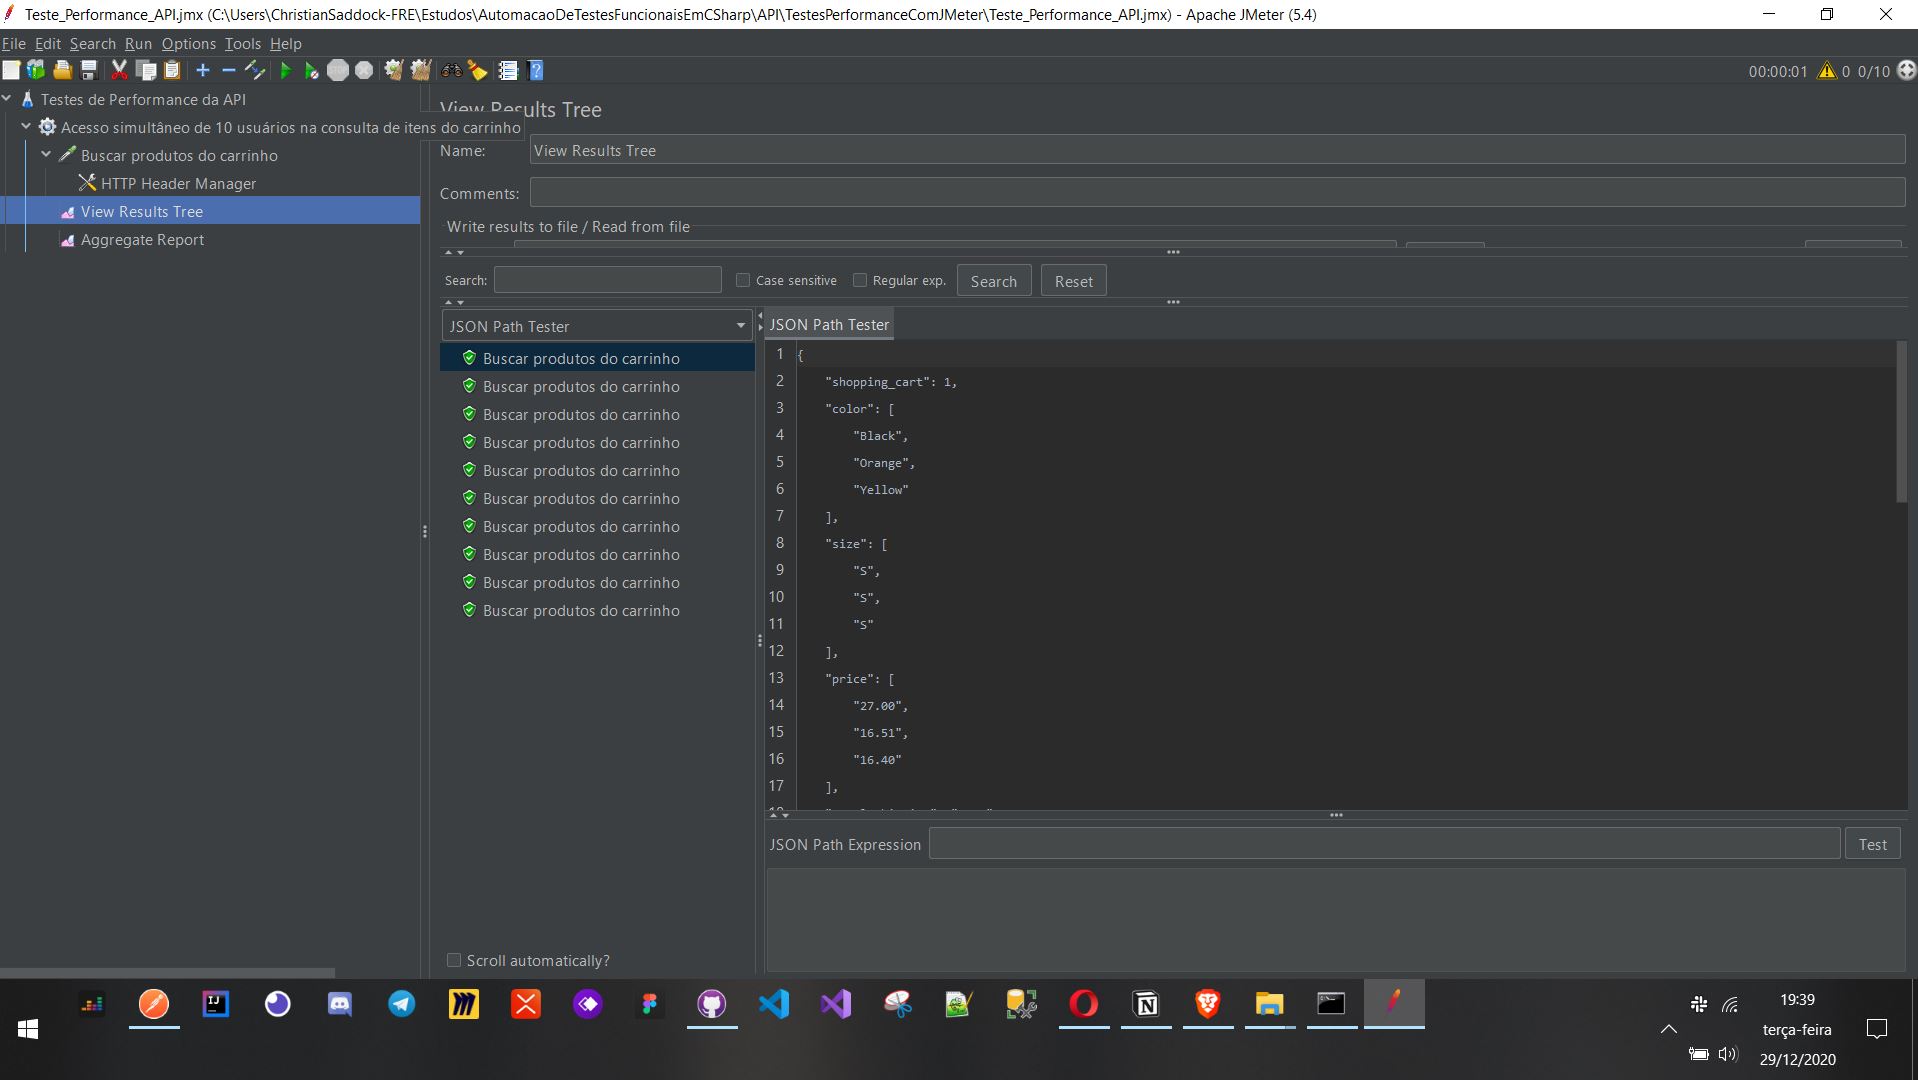 Teste_Performance_API.jmx (C:\Users\ChristianSaddock-FRE\Estudos\AutomacaoDeTestesFuncionaisEmCSharp\API\TestesPerformanceComJMeter\Teste_Performance_API.jmx) - Apache JMeter (5.4)
File Edit Search Run Options Tools Help
00:00:01 0 0/10
Testes de Performance da API
Acesso simultâneo de 10 usuários na consulta de itens do carrinho
Buscar produtos do carrinho
HTTP Header Manager
View Results Tree
Aggregate Report
View Results Tree
Name: View Results Tree
Comments:
Write results to file / Read from file
Search: Case sensitive Regular exp. Search Reset
JSON Path Tester
Buscar produtos do carrinho
Buscar produtos do carrinho
Buscar produtos do carrinho
Buscar produtos do carrinho
Buscar produtos do carrinho
Buscar produtos do carrinho
Buscar produtos do carrinho
Buscar produtos do carrinho
Buscar produtos do carrinho
Buscar produtos do carrinho
Scroll automatically?
JSON Path Tester
1 {
2 "shopping_cart": 1,
3 "color": [
4 "Black",
5 "Orange",
6 "Yellow"
7 ],
8 "size": [
9 "S",
10 "S",
11 "S"
12 ],
13 "price": [
14 "27.00",
15 "16.51",
16 "16.40"
17 ],
JSON Path Expression Test
19:39
terça-feira
29/12/2020